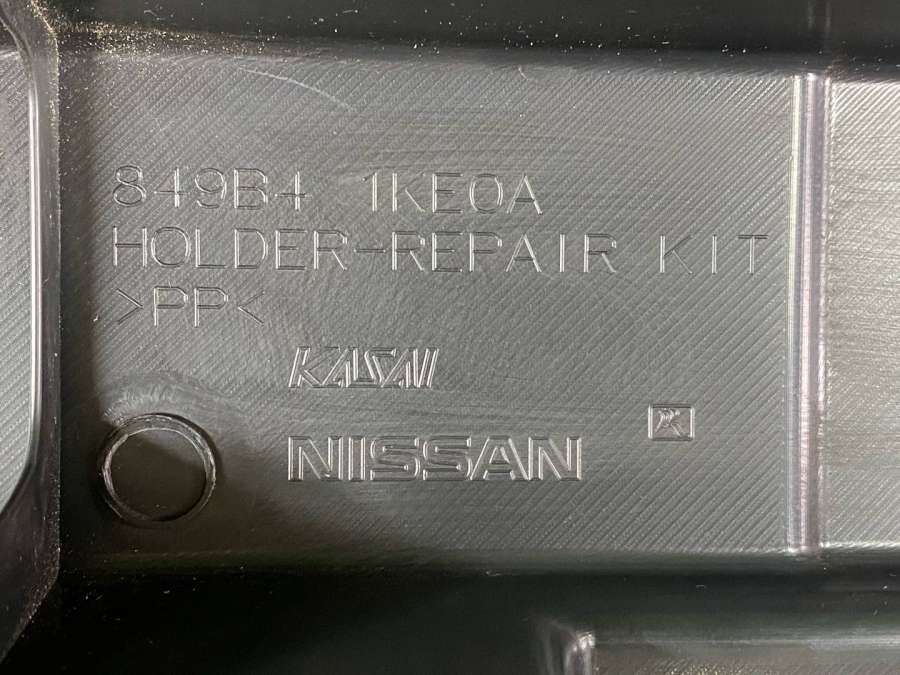 849B4 1KE0A
HOLDER-REPAIR KIT
>PP<
KASAI
NISSAN